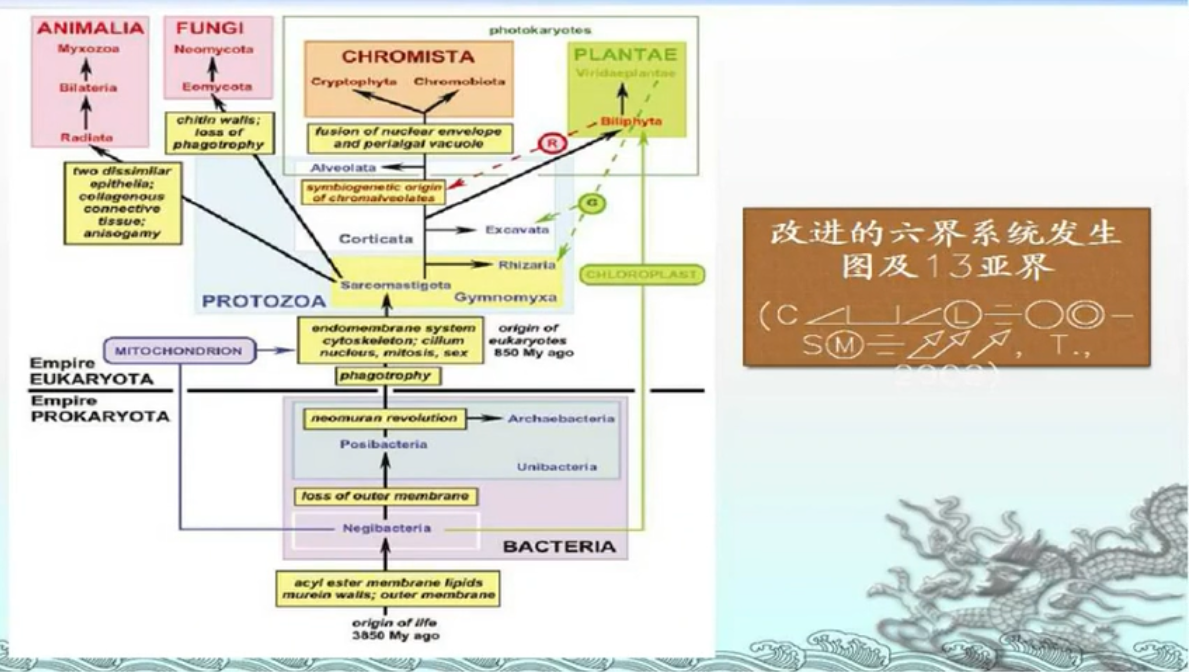 ANIMALIA
Myxozoa
Bilateria
Radiata
FUNGI
Neomycota
Eomycota
photokaryotes
CHROMISTA
Cryptophyta Chromobiota
PLANTAE
Viridaeplantae
Biliphyta
chitin walls;
loss of
phagotrophy
fusion of nuclear envelope
and perialgal vacuole
R
two dissimilar
epithelia;
collagenous
connective
tissue;
anisogamy
Alveolata
symbiogenetic origin
of chromalveolates
G
Excavata
Corticata
Rhizaria
CHLOROPLAST
Sarcomastigota
PROTOZOA
Gymnomyxa
endomembrane system
cytoskeleton; cilium
nucleus, mitosis, sex
origin of
eukaryotes
850 My ago
MITOCHONDRION
Empire
EUKARYOTA
phagotrophy
Empire
PROKARYOTA
neomuran revolution
Archaebacteria
Posibacteria
Unibacteria
loss of outer membrane
Negibacteria
BACTERIA
acyl ester membrane lipids
murein walls; outer membrane
origin of life
3850 My ago
改进的六界系统发生
图及13亚界